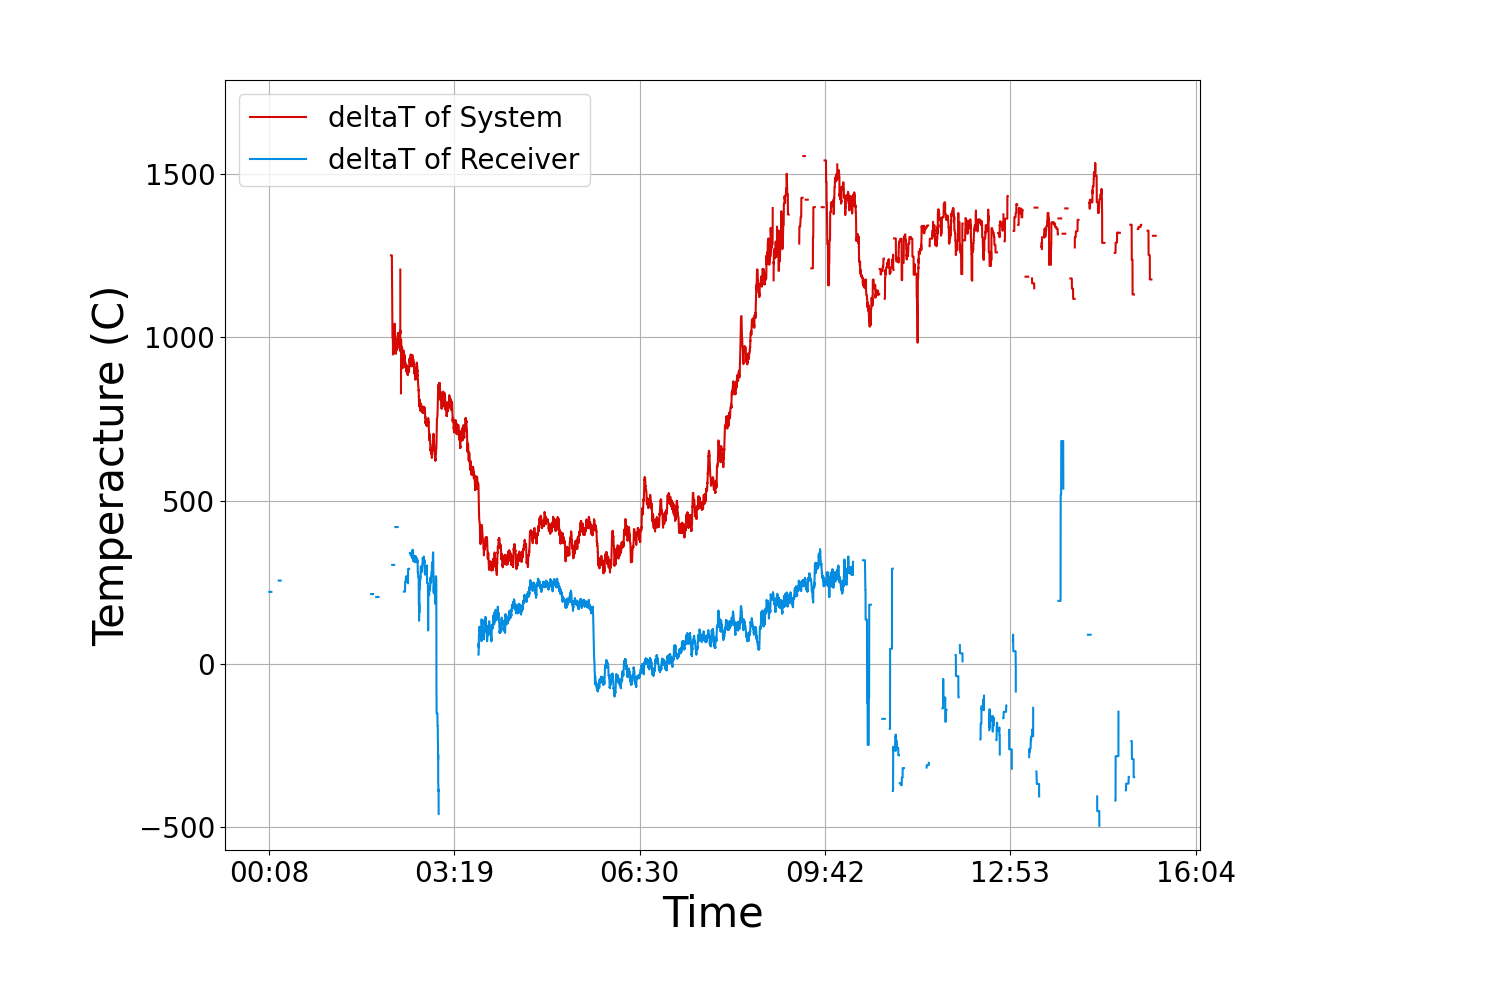 deltaT of System
deltaT of Receiver
Temperacture (C)
1500
1000
500
0
−500
00:08 03:19 06:30 09:42 12:53 16:04
Time